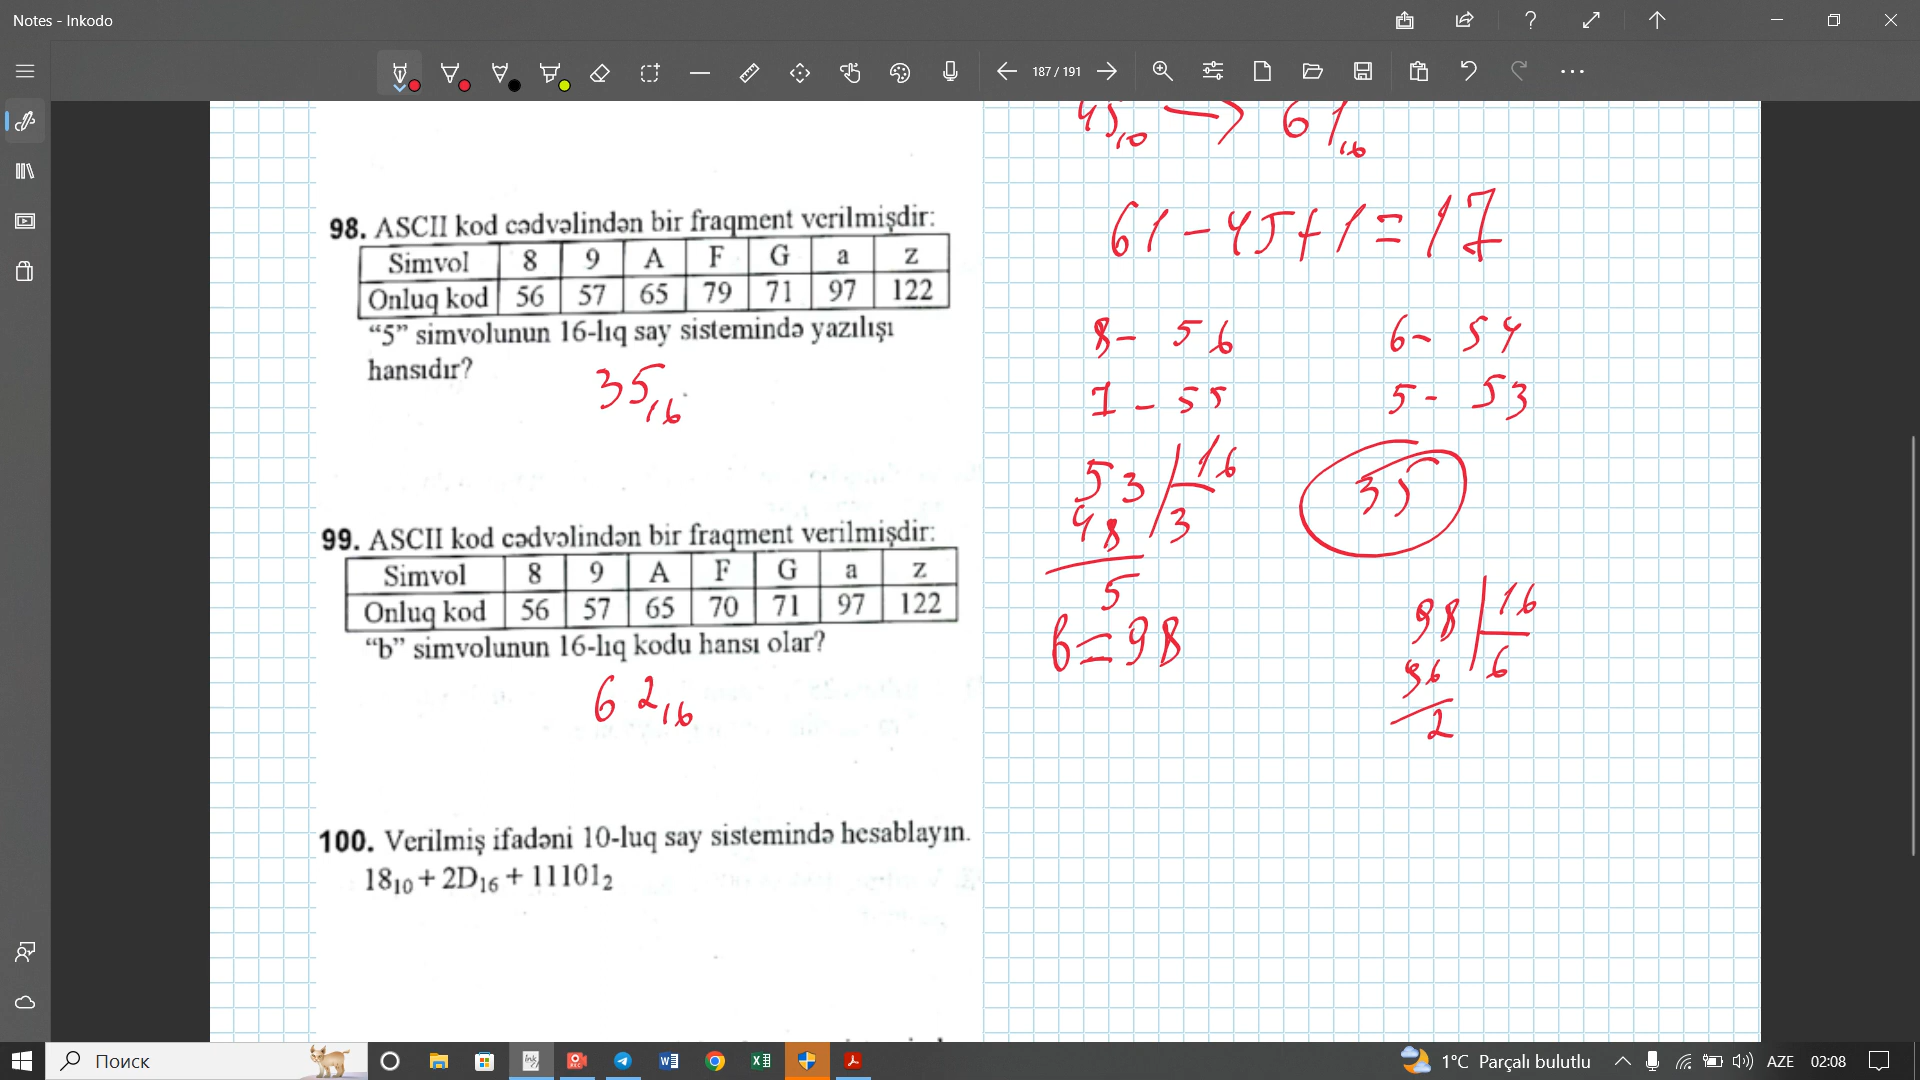 Notes - Inkodo
187 / 191
98. ASCII kod cədvəlindən bir fraqment verilmişdir:
Simvol 8 9 A F G a z
Onluq kod 56 57 65 79 71 97 122
“5” simvolunun 16-lıq say sistemində yazılışı
hansıdır?
35₁₆
99. ASCII kod cədvəlindən bir fraqment verilmişdir:
Simvol 8 9 A F G a z
Onluq kod 56 57 65 70 71 97 122
“b” simvolunun 16-lıq kodu hansı olar?
62₁₆
100. Verilmiş ifadəni 10-luq say sistemində hesablayın.
18₁₀ + 2D₁₆ + 11101₂
45₁₀ → 61₁₆
61-45+1=17
8- 56 6- 54
7- 55 5- 53
53 16
48 3
5
35
b=98
98 16
96 6
2
Поиск
1°C Parçalı bulutlu
AZE
02:08